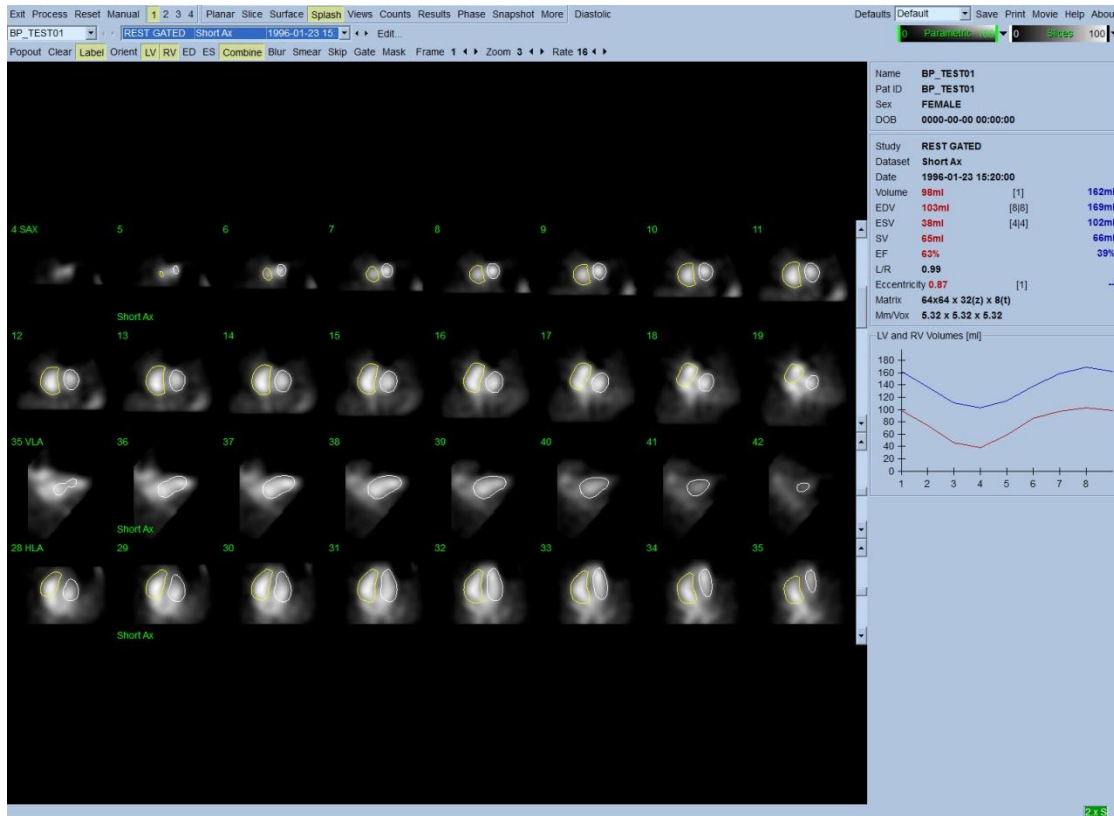 Exit Process Reset Manual 1 2 3 4 Planar Slice Surface Splash Views Counts Results Phase Snapshot More Diastolic Defaults Default Save Print Movie Help Abou
BP_TEST01 REST GATED Short Ax 1996-01-23 15: Edit... 0 Parametric 100 0 Slices 100
Popout Clear Label Orient LV RV ED ES Combine Blur Smear Skip Gate Mask Frame 1 Zoom 3 Rate 16
Name BP_TEST01
Pat ID BP_TEST01
Sex FEMALE
DOB 0000-00-00 00:00:00
Study REST GATED
Dataset Short Ax
Date 1996-01-23 15:20:00
Volume 98ml [1] 162ml
EDV 103ml [8|8] 169ml
ESV 38ml [4|4] 102ml
SV 65ml 66ml
EF 63% 39%
L/R 0.99
Eccentricity 0.87 [1] --
Matrix 64x64 x 32(z) x 8(t)
Mm/Vox 5.32 x 5.32 x 5.32
LV and RV Volumes [ml]
180
160
140
120
100
80
60
40
20
0
1 2 3 4 5 6 7 8
4 SAX 5 6 7 8 9 10 11
Short Ax
12 13 14 15 16 17 18 19
35 VLA 36 37 38 39 40 41 42
Short Ax
28 HLA 29 30 31 32 33 34 35
Short Ax
2 x S